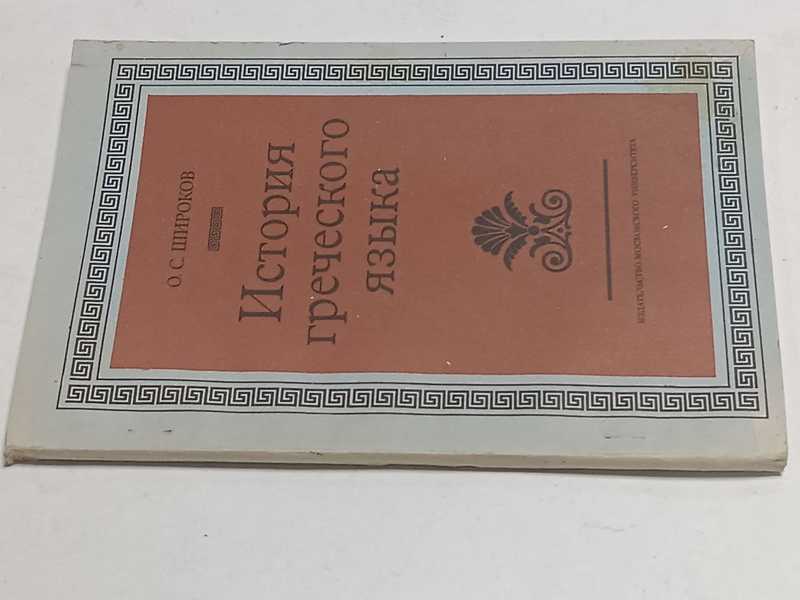 О. С. ШИРОКОВ
История
греческого
языка
ИЗДАТЕЛЬСТВО МОСКОВСКОГО УНИВЕРСИТЕТА